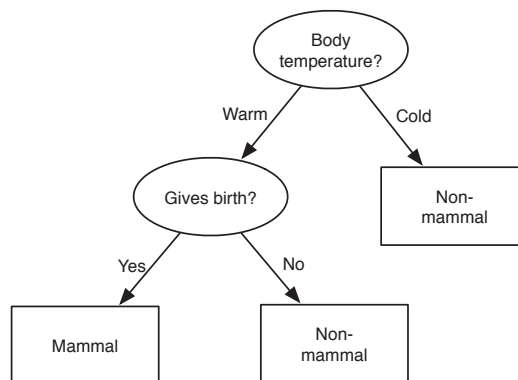 Body
temperature?
Warm
Cold
Gives birth?
Non-
mammal
Yes
No
Mammal
Non-
mammal